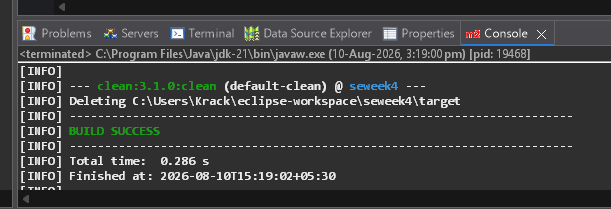 Problems Servers Terminal Data Source Explorer Properties Console
<terminated> C:\Program Files\Java\jdk-21\bin\javaw.exe (10-Aug-2026, 3:19:00 pm) [pid: 19468]
[INFO]
[INFO] --- clean:3.1.0:clean (default-clean) @ seweek4 ---
[INFO] Deleting C:\Users\Krack\eclipse-workspace\seweek4\target
[INFO] ------------------------------------------------------------------------
[INFO] BUILD SUCCESS
[INFO] ------------------------------------------------------------------------
[INFO] Total time:  0.286 s
[INFO] Finished at: 2026-08-10T15:19:02+05:30